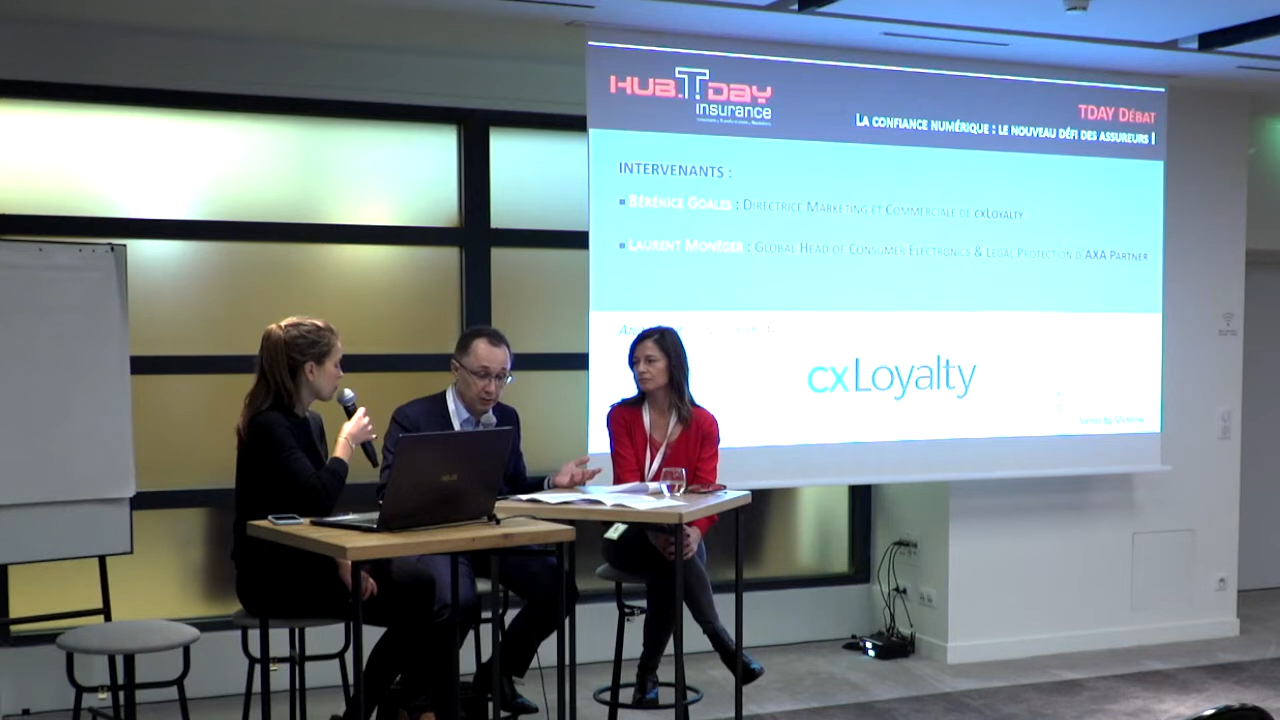 HUB.TDAY
insurance
TDAY DÉBAT
LA CONFIANCE NUMÉRIQUE : LE NOUVEAU DÉFI DES ASSUREURS !
INTERVENANTS :
BÉRÉNICE GOALES : DIRECTRICE MARKETING ET COMMERCIALE DE CXLOYALTY
LAURENT MONÉGER : GLOBAL HEAD OF CONSUMER ELECTRONICS & LEGAL PROTECTION D'AXA PARTNER
cxLoyalty